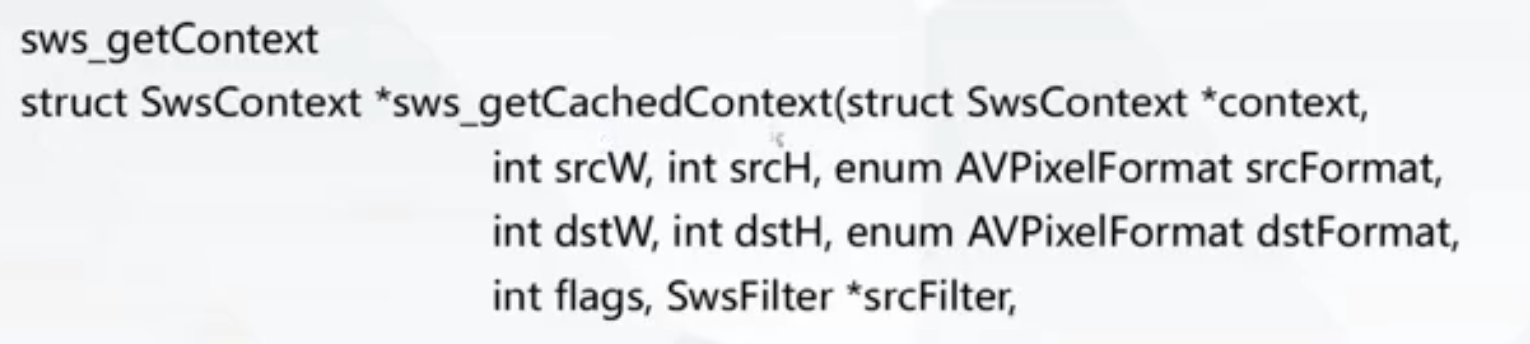 sws_getContext
struct SwsContext *sws_getCachedContext(struct SwsContext *context,
int srcW, int srcH, enum AVPixelFormat srcFormat,
int dstW, int dstH, enum AVPixelFormat dstFormat,
int flags, SwsFilter *srcFilter,